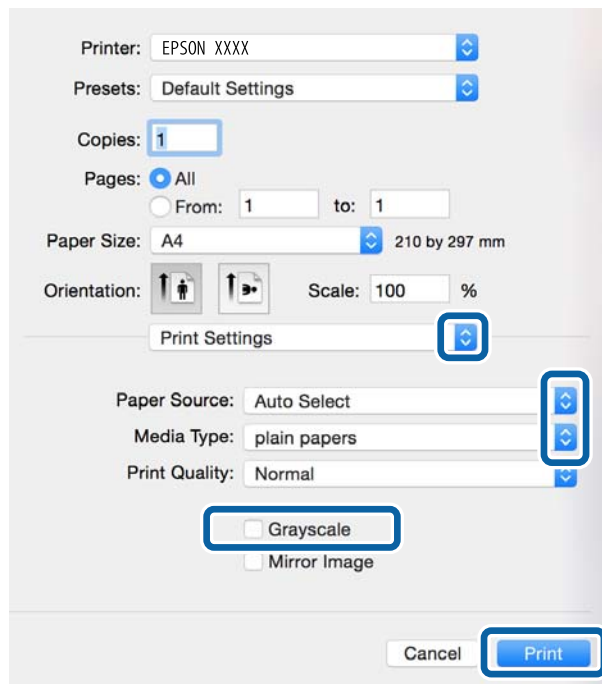 Printer: EPSON XXXX
Presets: Default Settings
Copies: 1
Pages: All
From: 1 to: 1
Paper Size: A4 210 by 297 mm
Orientation: Scale: 100 %
Print Settings
Paper Source: Auto Select
Media Type: plain papers
Print Quality: Normal
Grayscale
Mirror Image
Cancel Print